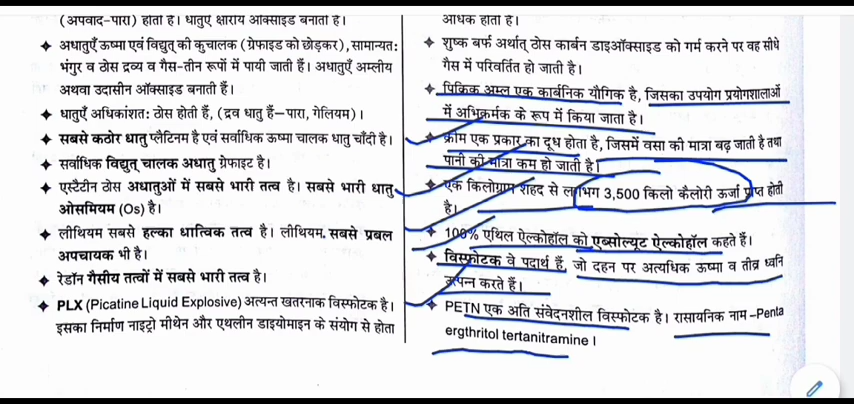 (अपवाद-पारा) होती है। धातुएँ क्षारीय ऑक्साइड बनाती हैं।
✦ अधातुएँ ऊष्मा एवं विद्युत् की कुचालक (ग्रेफाइड को छोड़कर), सामान्यत:
भंगुर व ठोस द्रव्य व गैस-तीन रूपों में पायी जाती हैं। अधातुएँ अम्लीय
अथवा उदासीन ऑक्साइड बनाती हैं।
✦ धातुएँ अधिकांशत: ठोस होती हैं, (द्रव धातु हैं-पारा, गेलियम)।
✦ सबसे कठोर धातु प्लैटिनम है एवं सर्वाधिक ऊष्मा चालक धातु चाँदी है।
✦ सर्वाधिक विद्युत् चालक अधातु ग्रेफाइट है।
✦ एस्टैटीन ठोस अधातुओं में सबसे भारी तत्व है। सबसे भारी धातु
ओसमियम (Os) है।
✦ लीथियम सबसे हल्का धात्विक तत्व है। लीथियम, सबसे प्रबल
अपचायक भी है।
✦ रेडॉन गैसीय तत्वों में सबसे भारी तत्व है।
✦ PLX (Picatine Liquid Explosive) अत्यन्त खतरनाक विस्फोटक है।
इसका निर्माण नाइट्रो मीथेन और एथलीन डाइयोमाइन के संयोग से होता
अधिक होती है।
✦ शुष्क बर्फ अर्थात् ठोस कार्बन डाइऑक्साइड को गर्म करने पर वह सीधे
गैस में परिवर्तित हो जाती है।
✦ पिक्रिक अम्ल एक कार्बनिक यौगिक है, जिसका उपयोग प्रयोगशालाओं
में अभिकर्मक के रूप में किया जाता है।
✦ क्रीम एक प्रकार का दूध होता है, जिसमें वसा की मात्रा बढ़ जाती है तथा
पानी की मात्रा कम हो जाती है।
✦ एक किलोग्राम शहद से लगभग 3,500 किलो कैलोरी ऊर्जा प्राप्त होती
है।
✦ 100% एथिल ऐल्कोहॉल को एब्सोल्यूट ऐल्कोहॉल कहते हैं।
✦ विस्फोटक वे पदार्थ हैं, जो दहन पर अत्यधिक ऊष्मा व तीव्र ध्वनि
उत्पन्न करते हैं।
✦ PETN एक अति संवेदनशील विस्फोटक है। रासायनिक नाम-Penta
ergthritol tertanitramine।